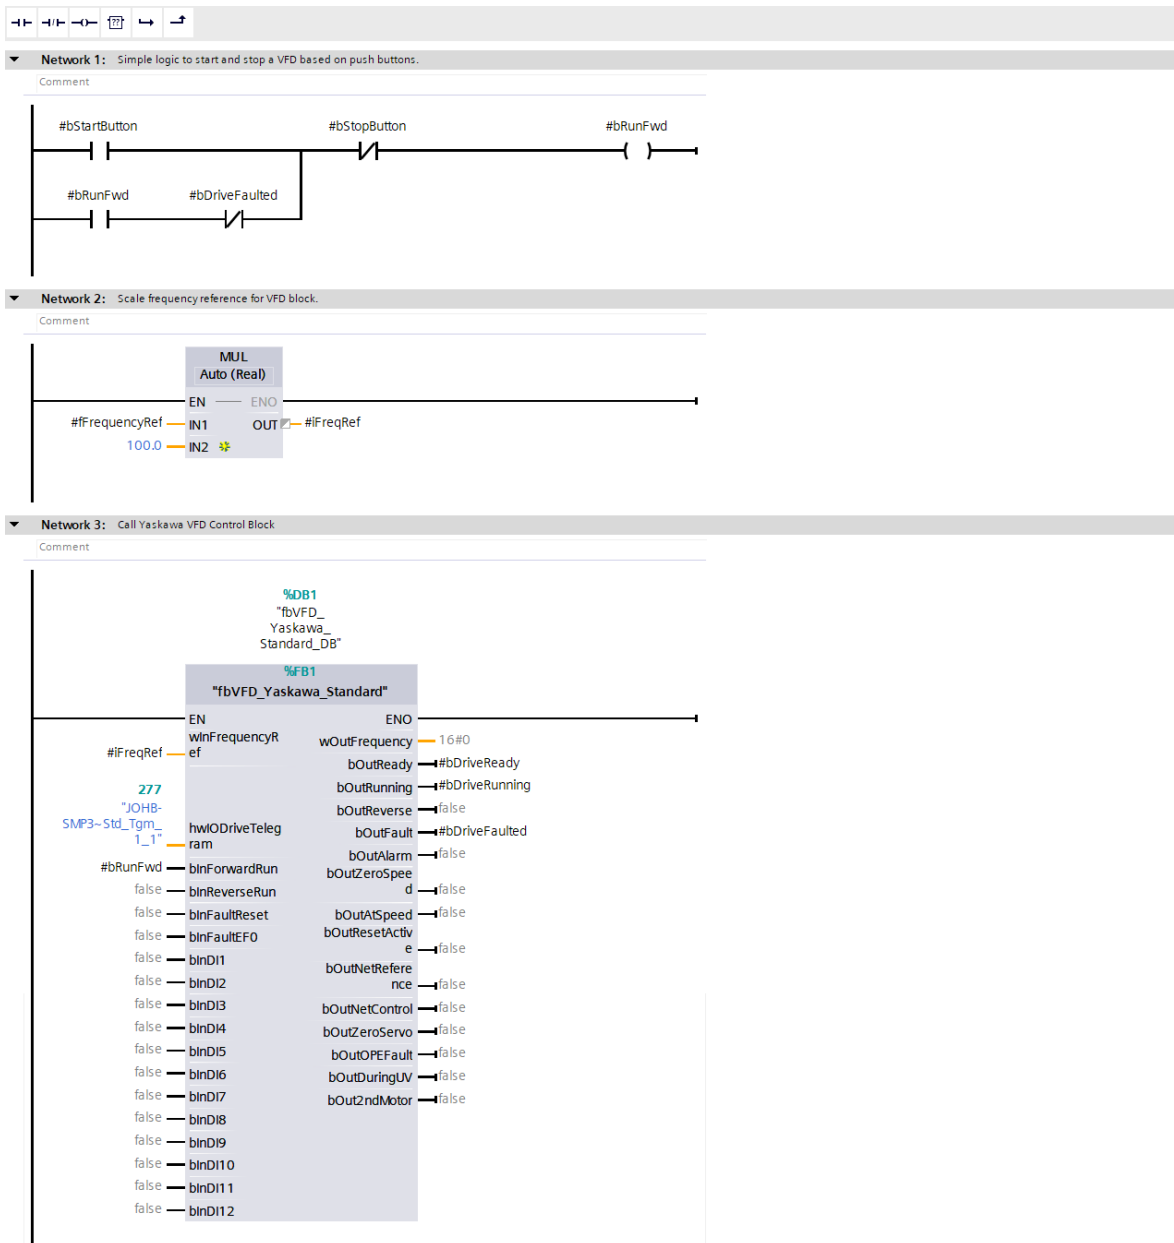 ??
Network 1: Simple logic to start and stop a VFD based on push buttons.
Comment
#bStartButton #bStopButton #bRunFwd
#bRunFwd #bDriveFaulted
Network 2: Scale frequency reference for VFD block.
Comment
MUL
Auto (Real)
EN ENO
#fFrequencyRef IN1 OUT #iFreqRef
100.0 IN2
Network 3: Call Yaskawa VFD Control Block
Comment
%DB1
"fbVFD_
Yaskawa_
Standard_DB"
%FB1
"fbVFD_Yaskawa_Standard"
EN ENO
#iFreqRef wInFrequencyR
ef
wOutFrequency 16#0
bOutReady #bDriveReady
277
"JOHB-
SMP3~Std_Tgm_
1_1"
hwIODriveTeleg
ram
bOutRunning #bDriveRunning
bOutReverse false
bOutFault #bDriveFaulted
bOutAlarm false
#bRunFwd bInForwardRun
bOutZeroSpee
d false
false bInReverseRun
false bInFaultReset
bOutAtSpeed false
false bInFaultEF0
bOutResetActiv
e false
false bInDI1
false bInDI2
bOutNetRefere
nce false
false bInDI3 bOutNetControl false
false bInDI4 bOutZeroServo false
false bInDI5 bOutOPEFault false
false bInDI6 bOutDuringUV false
false bInDI7 bOut2ndMotor false
false bInDI8
false bInDI9
false bInDI10
false bInDI11
false bInDI12